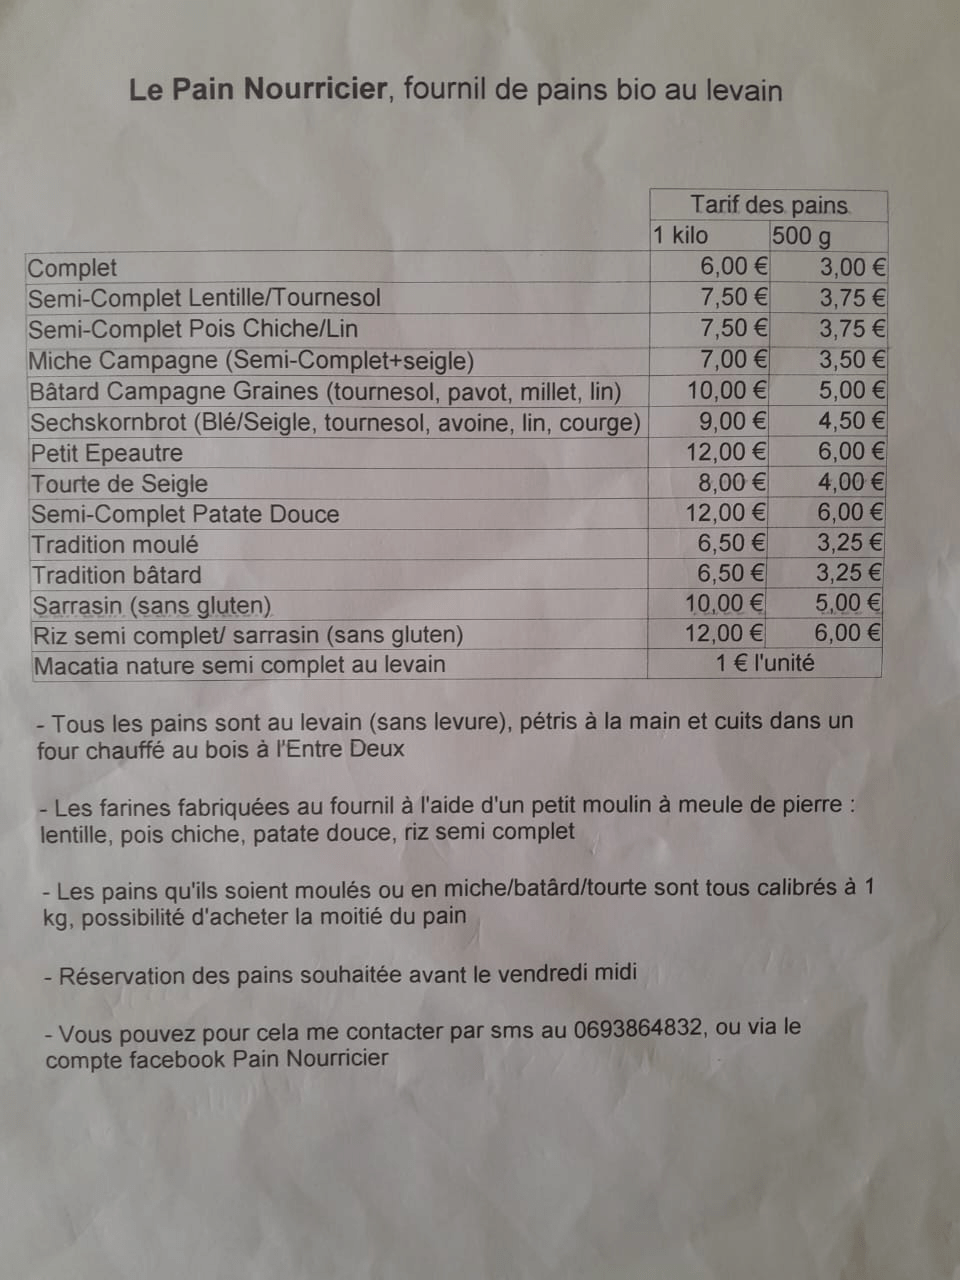 Le Pain Nourricier, fournil de pains bio au levain
Tarif des pains
1 kilo 500 g
Complet 6,00 € 3,00 €
Semi-Complet Lentille/Tournesol 7,50 € 3,75 €
Semi-Complet Pois Chiche/Lin 7,50 € 3,75 €
Miche Campagne (Semi-Complet+seigle) 7,00 € 3,50 €
Bâtard Campagne Graines (tournesol, pavot, millet, lin) 10,00 € 5,00 €
Sechskornbrot (Blé/Seigle, tournesol, avoine, lin, courge) 9,00 € 4,50 €
Petit Epeautre 12,00 € 6,00 €
Tourte de Seigle 8,00 € 4,00 €
Semi-Complet Patate Douce 12,00 € 6,00 €
Tradition moulé 6,50 € 3,25 €
Tradition bâtard 6,50 € 3,25 €
Sarrasin (sans gluten) 10,00 € 5,00 €
Riz semi complet/ sarrasin (sans gluten) 12,00 € 6,00 €
Macatia nature semi complet au levain 1 € l'unité
- Tous les pains sont au levain (sans levure), pétris à la main et cuits dans un
four chauffé au bois à l'Entre Deux
- Les farines fabriquées au fournil à l'aide d'un petit moulin à meule de pierre :
lentille, pois chiche, patate douce, riz semi complet
- Les pains qu'ils soient moulés ou en miche/batârd/tourte sont tous calibrés à 1
kg, possibilité d'acheter la moitié du pain
- Réservation des pains souhaitée avant le vendredi midi
- Vous pouvez pour cela me contacter par sms au 0693864832, ou via le
compte facebook Pain Nourricier